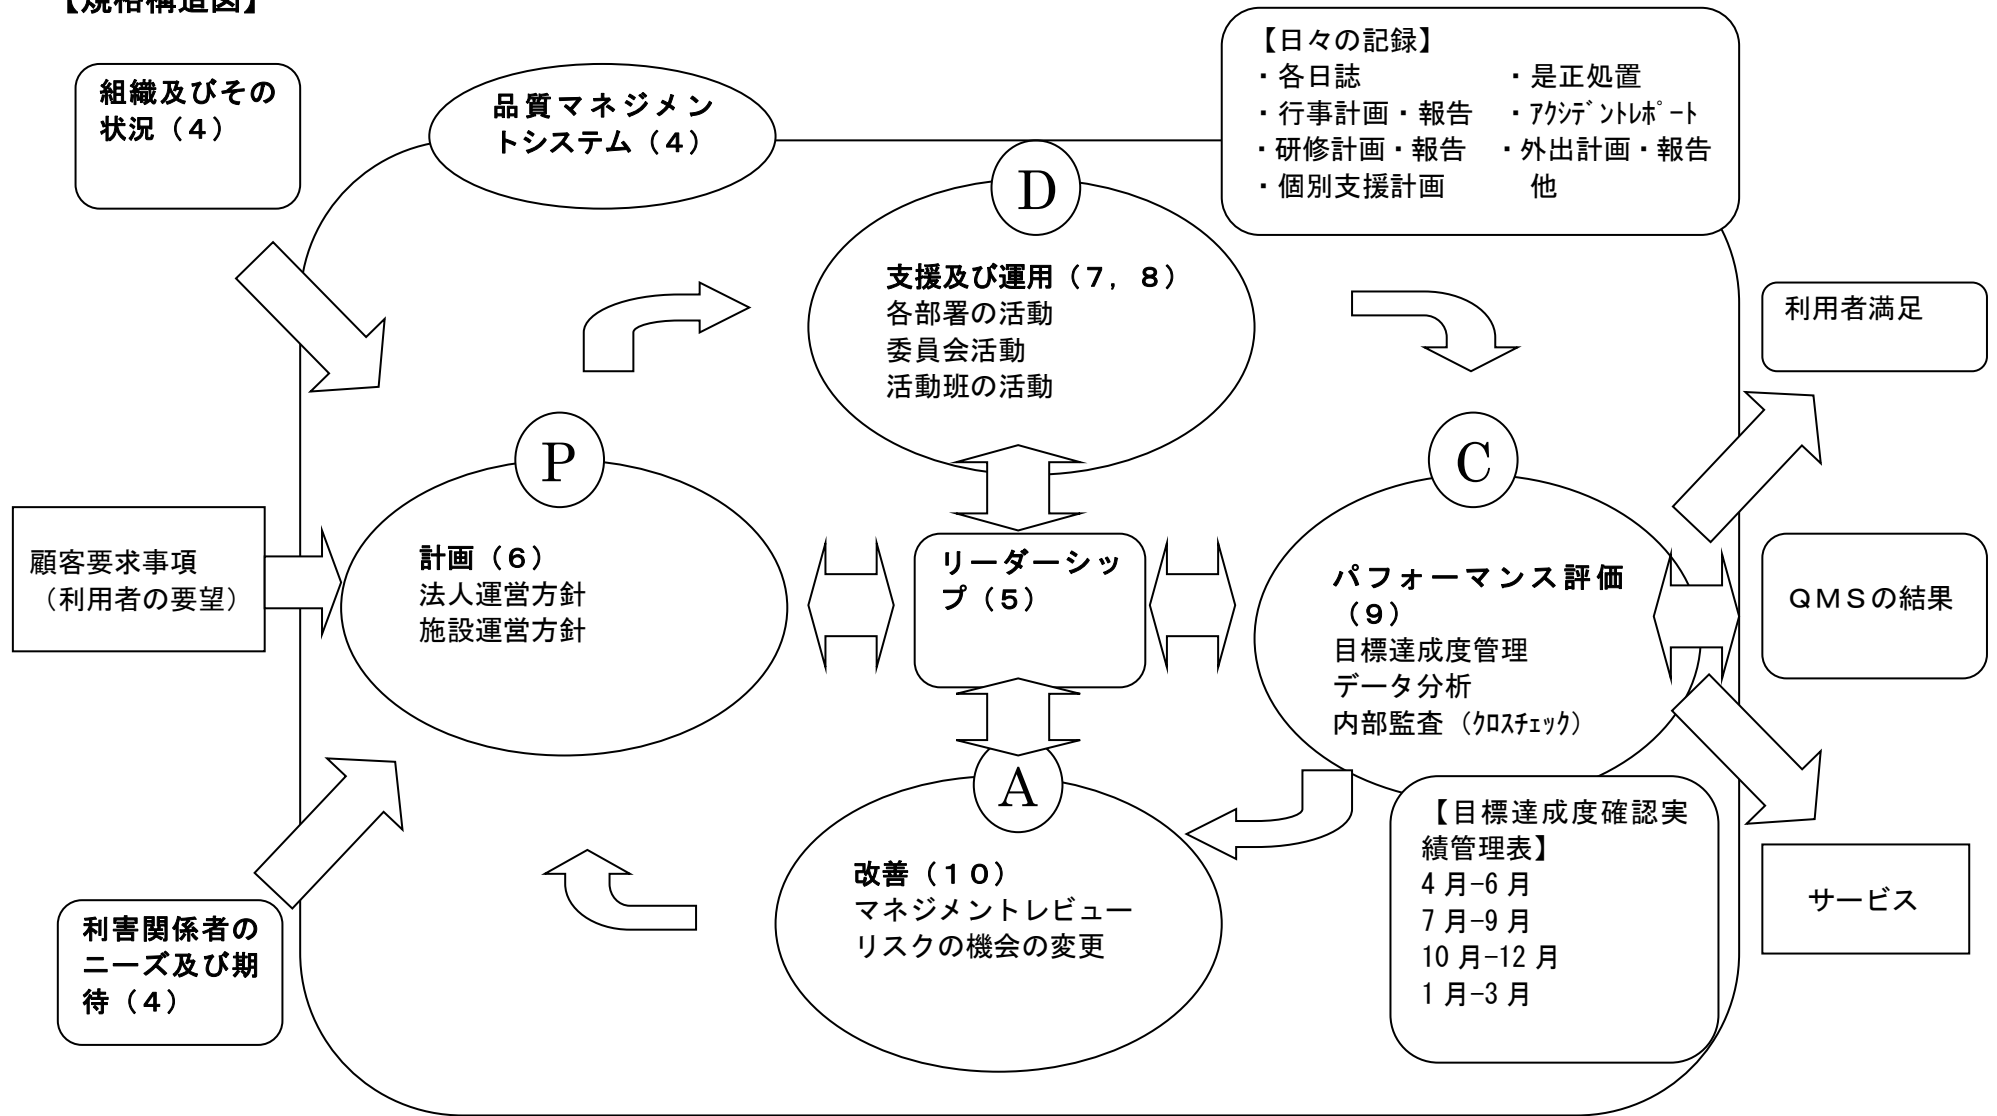 【規格構造図】
組織及びその
状況（４）
品質マネジメン
トシステム（４）
【日々の記録】
・各日誌　・是正処置
・行事計画・報告　・ｱｸｼﾃﾞﾝﾄﾚﾎﾟｰﾄ
・研修計画・報告　・外出計画・報告
・個別支援計画　他
D
支援及び運用（７，８）
各部署の活動
委員会活動
活動班の活動
利用者満足
P
計画（６）
法人運営方針
施設運営方針
顧客要求事項
（利用者の要望）
リーダーシッ
プ（５）
C
パフォーマンス評価
（９）
目標達成度管理
データ分析
内部監査（ｸﾛｽﾁｪｯｸ）
ＱＭＳの結果
A
改善（１０）
マネジメントレビュー
リスクの機会の変更
【目標達成度確認実
績管理表】
4 月−6 月
7 月−9 月
10 月−12 月
1 月−3 月
サービス
利害関係者の
ニーズ及び期
待（４）